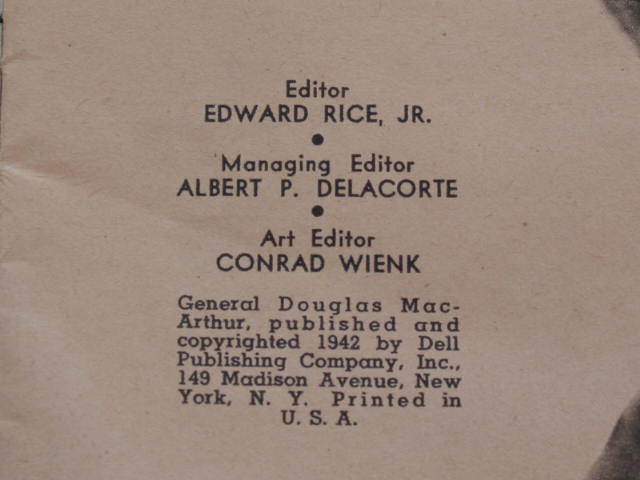 Editor
EDWARD RICE, JR.
●
Managing Editor
ALBERT P. DELACORTE
●
Art Editor
CONRAD WIENK
General Douglas Mac-
Arthur, published and
copyrighted 1942 by Dell
Publishing Company, Inc.,
149 Madison Avenue, New
York, N. Y. Printed in
U. S. A.